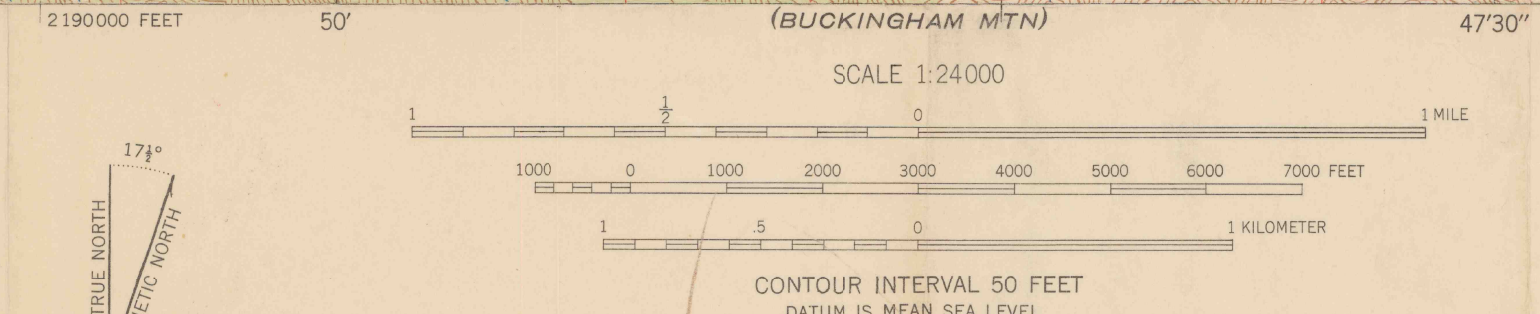 2190000 FEET 50' (BUCKINGHAM MTN) 47'30"
SCALE 1:24000
1 1/2 0 1 MILE
17½°
1000 0 1000 2000 3000 4000 5000 6000 7000 FEET
1 .5 0 1 KILOMETER
TRUE NORTH
ETIC NORTH
CONTOUR INTERVAL 50 FEET
DATUM IS MEAN SEA LEVEL